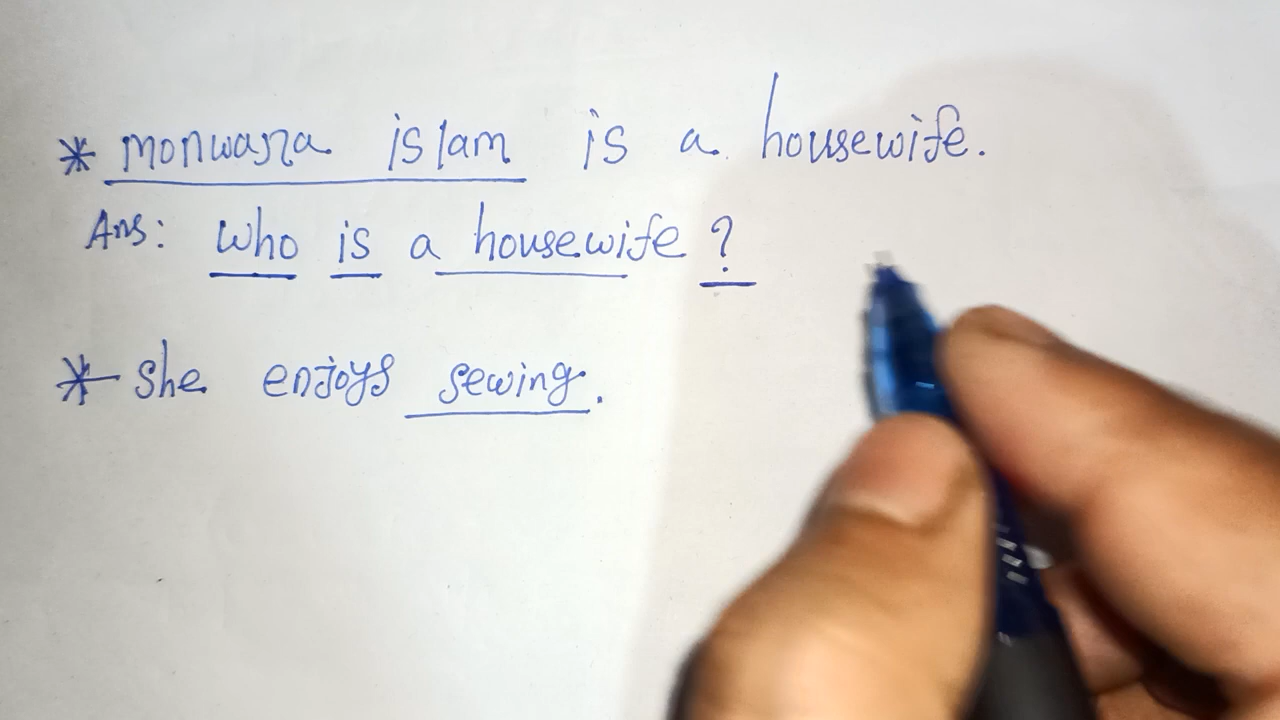 * monwara islam is a housewife.
Ans: who is a housewife ?
* she enjoys sewing.